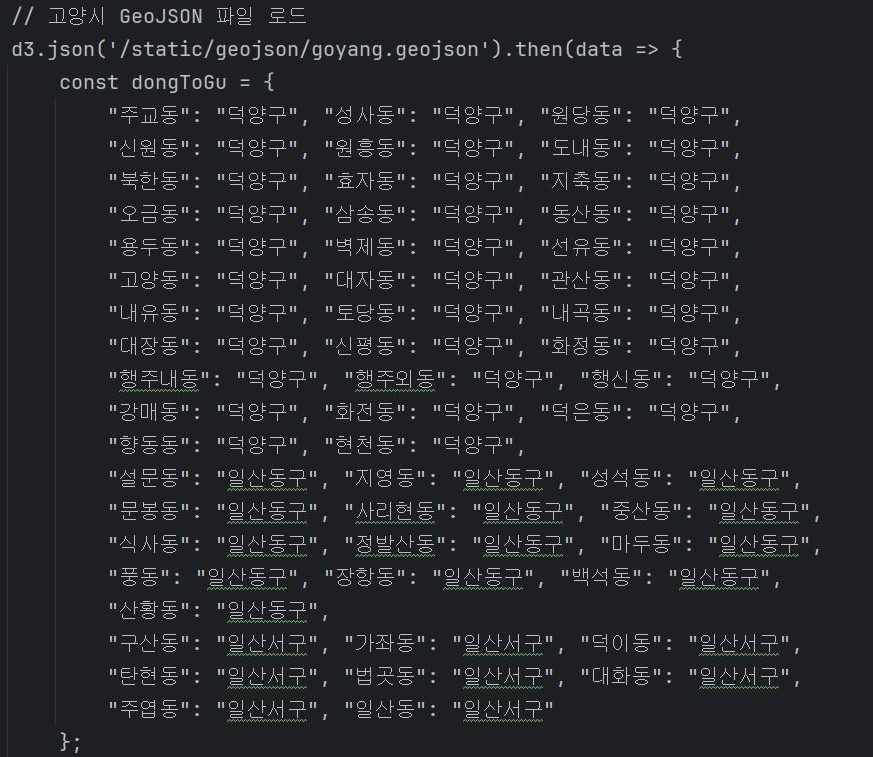 // 고양시 GeoJSON 파일 로드
d3.json('/static/geojson/goyang.geojson').then(data => {
    const dongToGu = {
        "주교동": "덕양구", "성사동": "덕양구", "원당동": "덕양구",
        "신원동": "덕양구", "원흥동": "덕양구", "도내동": "덕양구",
        "북한동": "덕양구", "효자동": "덕양구", "지축동": "덕양구",
        "오금동": "덕양구", "삼송동": "덕양구", "동산동": "덕양구",
        "용두동": "덕양구", "벽제동": "덕양구", "선유동": "덕양구",
        "고양동": "덕양구", "대자동": "덕양구", "관산동": "덕양구",
        "내유동": "덕양구", "토당동": "덕양구", "내곡동": "덕양구",
        "대장동": "덕양구", "신평동": "덕양구", "화정동": "덕양구",
        "행주내동": "덕양구", "행주외동": "덕양구", "행신동": "덕양구",
        "강매동": "덕양구", "화전동": "덕양구", "덕은동": "덕양구",
        "향동동": "덕양구", "현천동": "덕양구",
        "설문동": "일산동구", "지영동": "일산동구", "성석동": "일산동구",
        "문봉동": "일산동구", "사리현동": "일산동구", "중산동": "일산동구",
        "식사동": "일산동구", "정발산동": "일산동구", "마두동": "일산동구",
        "풍동": "일산동구", "장항동": "일산동구", "백석동": "일산동구",
        "산황동": "일산동구",
        "구산동": "일산서구", "가좌동": "일산서구", "덕이동": "일산서구",
        "탄현동": "일산서구", "법곳동": "일산서구", "대화동": "일산서구",
        "주엽동": "일산서구", "일산동": "일산서구"
    };